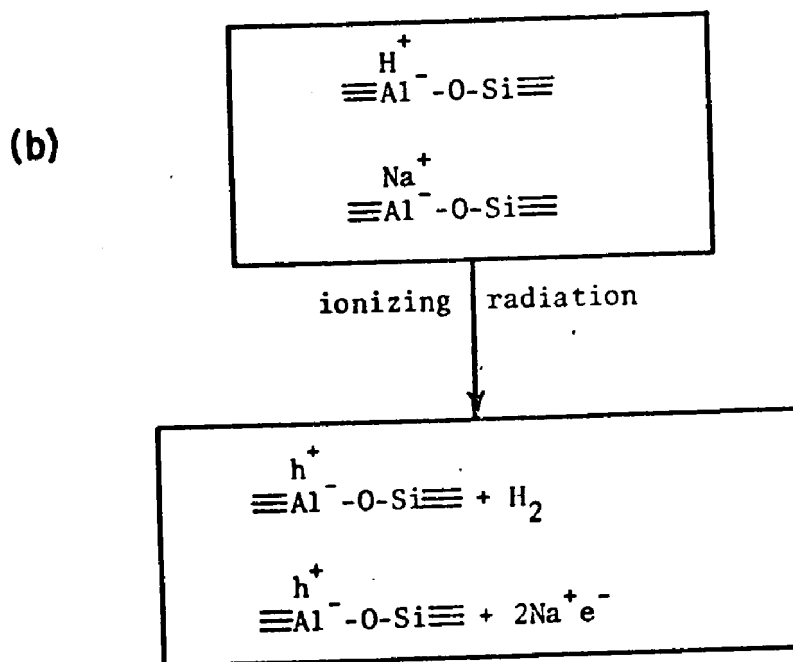 (b)
H⁺
≡Al⁻-O-Si≡
Na⁺
≡Al⁻-O-Si≡
ionizing radiation
h⁺
≡Al⁻-O-Si≡ + H₂
h⁺
≡Al⁻-O-Si≡ + 2Na⁺e⁻